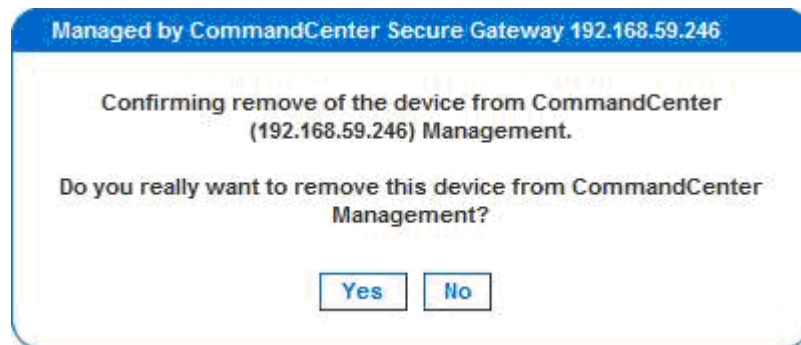 Managed by CommandCenter Secure Gateway 192.168.59.246
Confirming remove of the device from CommandCenter
(192.168.59.246) Management.
Do you really want to remove this device from CommandCenter
Management?
Yes No